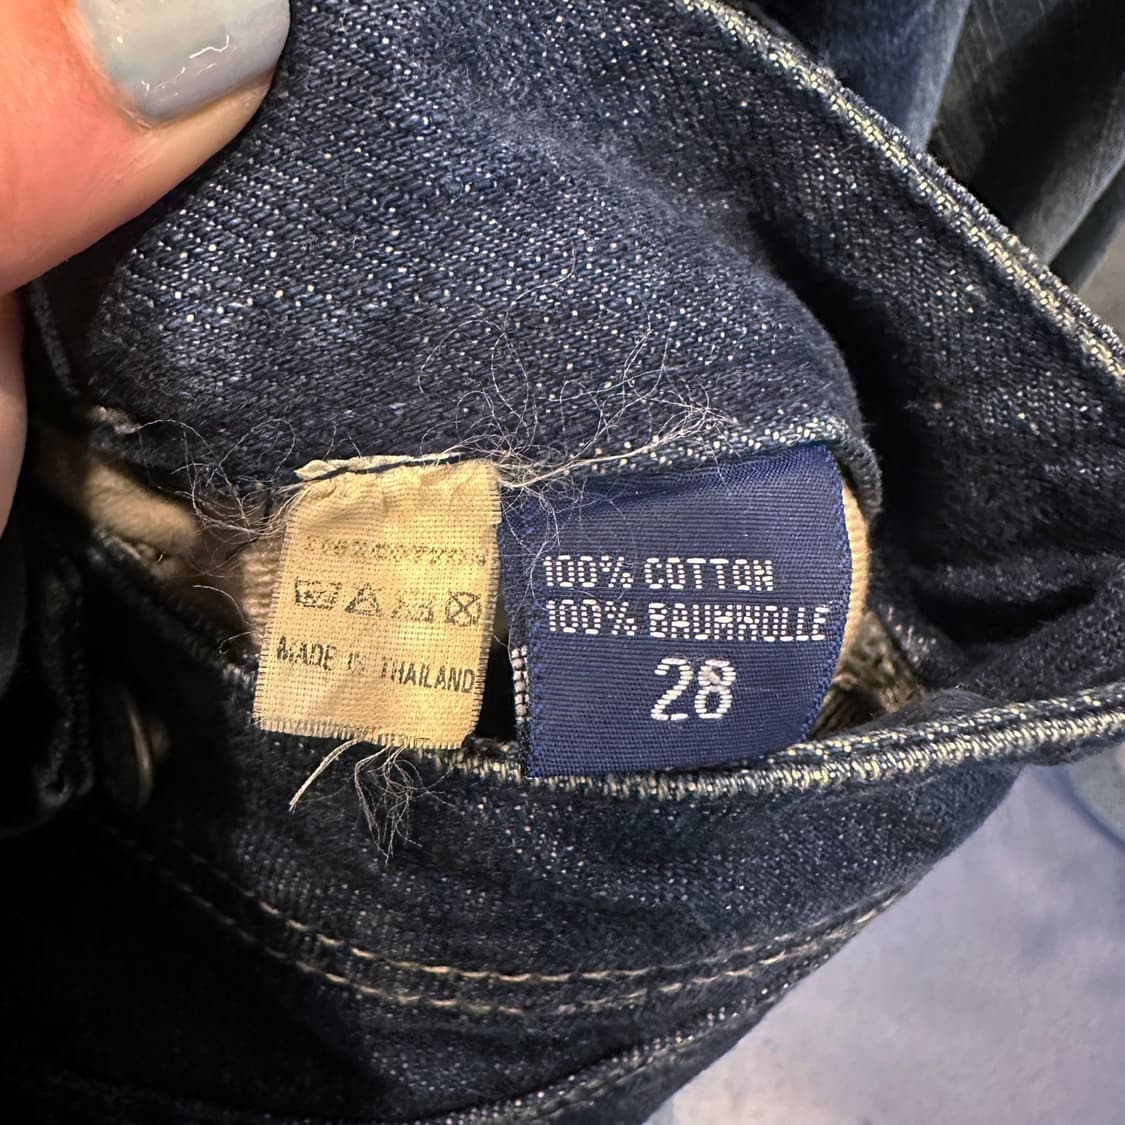 MADE IN THAILAND
100% COTTON
100% BAUMWOLLE
28